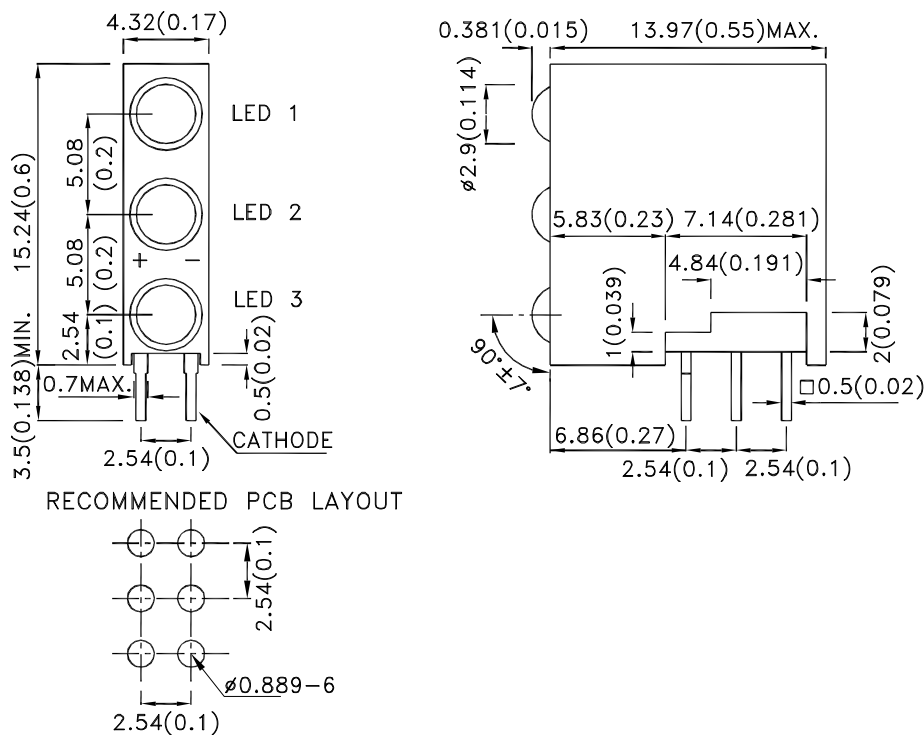 4.32(0.17)
0.381(0.015)
13.97(0.55)MAX.
LED 1
ø2.9(0.114)
5.08
(0.2)
15.24(0.6)
LED 2
5.83(0.23)
7.14(0.281)
+ −
5.08
(0.2)
4.84(0.191)
LED 3
2.54
(0.1)
1(0.039)
2(0.079)
90°±7°
0.5(0.02)
3.5(0.138)MIN.
0.7MAX.
□0.5(0.02)
CATHODE
6.86(0.27)
2.54(0.1)
2.54(0.1)
2.54(0.1)
RECOMMENDED PCB LAYOUT
2.54(0.1)
ø0.889-6
2.54(0.1)